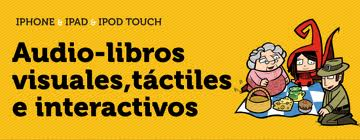 IPHONE & IPAD & IPOD TOUCH
Audio-libros
visuales,táctiles
e interactivos